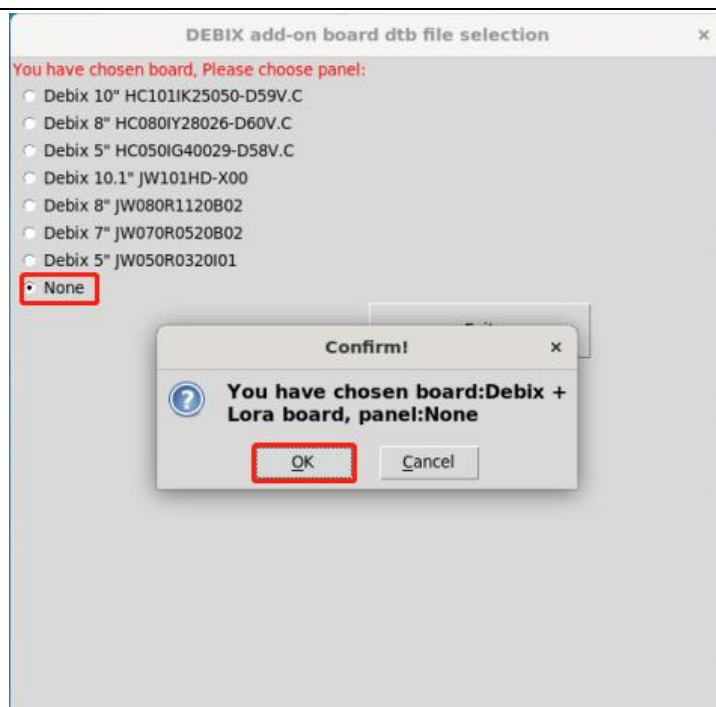 DEBIX add-on board dtb file selection ×
You have chosen board, Please choose panel:
Debix 10" HC101IK25050-D59V.C
Debix 8" HC080IY28026-D60V.C
Debix 5" HC050IG40029-D58V.C
Debix 10.1" JW101HD-X00
Debix 8" JW080R1120B02
Debix 7" JW070R0520B02
Debix 5" JW050R0320I01
None
Confirm! ×
You have chosen board:Debix +
Lora board, panel:None
OK Cancel